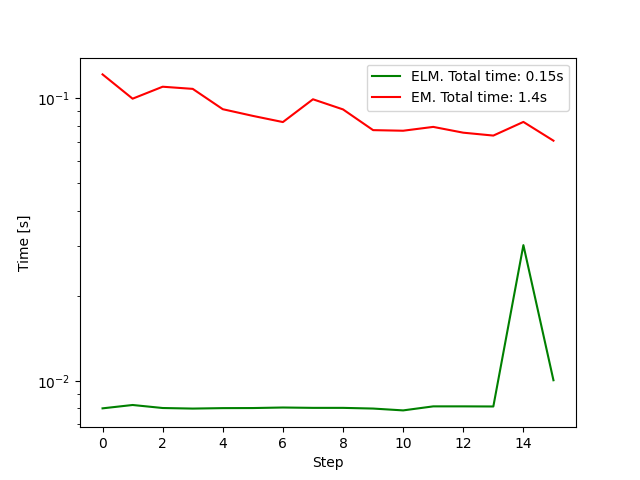 ELM. Total time: 0.15s
EM. Total time: 1.4s
10⁻¹
Time [s]
10⁻²
0 2 4 6 8 10 12 14
Step